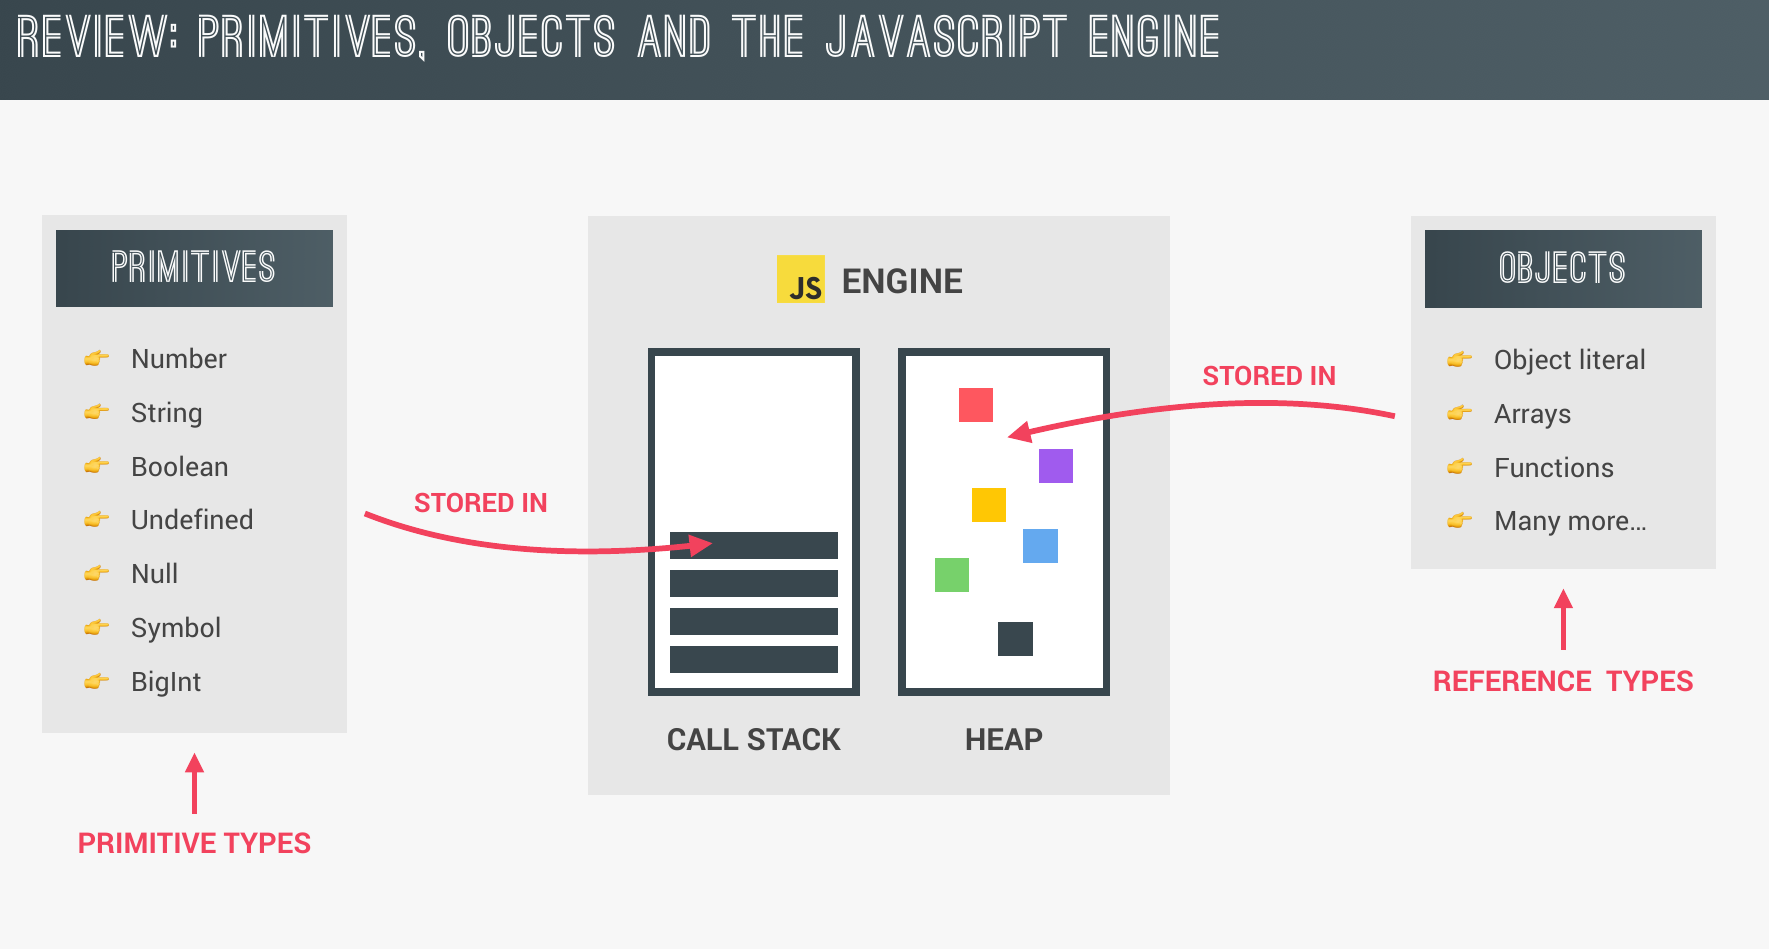 REVIEW: PRIMITIVES, OBJECTS AND THE JAVASCRIPT ENGINE
PRIMITIVES
Number
String
Boolean
Undefined
Null
Symbol
BigInt
PRIMITIVE TYPES
STORED IN
JS ENGINE
CALL STACK
HEAP
STORED IN
OBJECTS
Object literal
Arrays
Functions
Many more…
REFERENCE TYPES